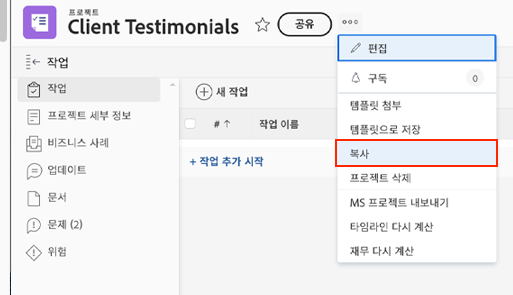 프로젝트
Client Testimonials
공유
편집
구독 0
템플릿 첨부
템플릿으로 저장
복사
프로젝트 삭제
MS 프로젝트 내보내기
타임라인 다시 계산
재무 다시 계산
작업
작업
프로젝트 세부 정보
비즈니스 사례
업데이트
문서
문제 (2)
위험
새 작업
# ↑ 작업 이름
+ 작업 추가 시작